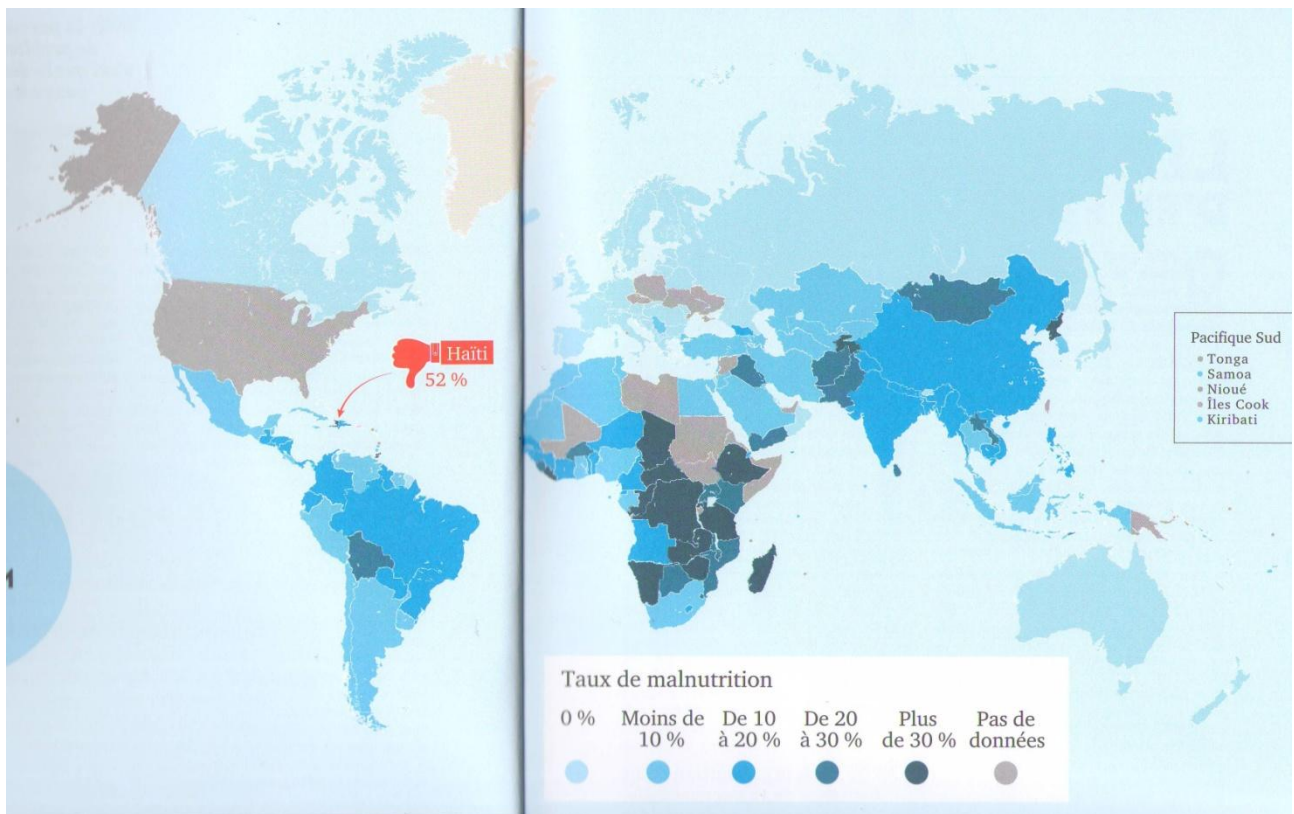 Haïti
52 %
Pacifique Sud
Tonga
Samoa
Nioué
Îles Cook
Kiribati
Taux de malnutrition
0 %
Moins de
10 %
De 10
à 20 %
De 20
à 30 %
Plus
de 30 %
Pas de
données